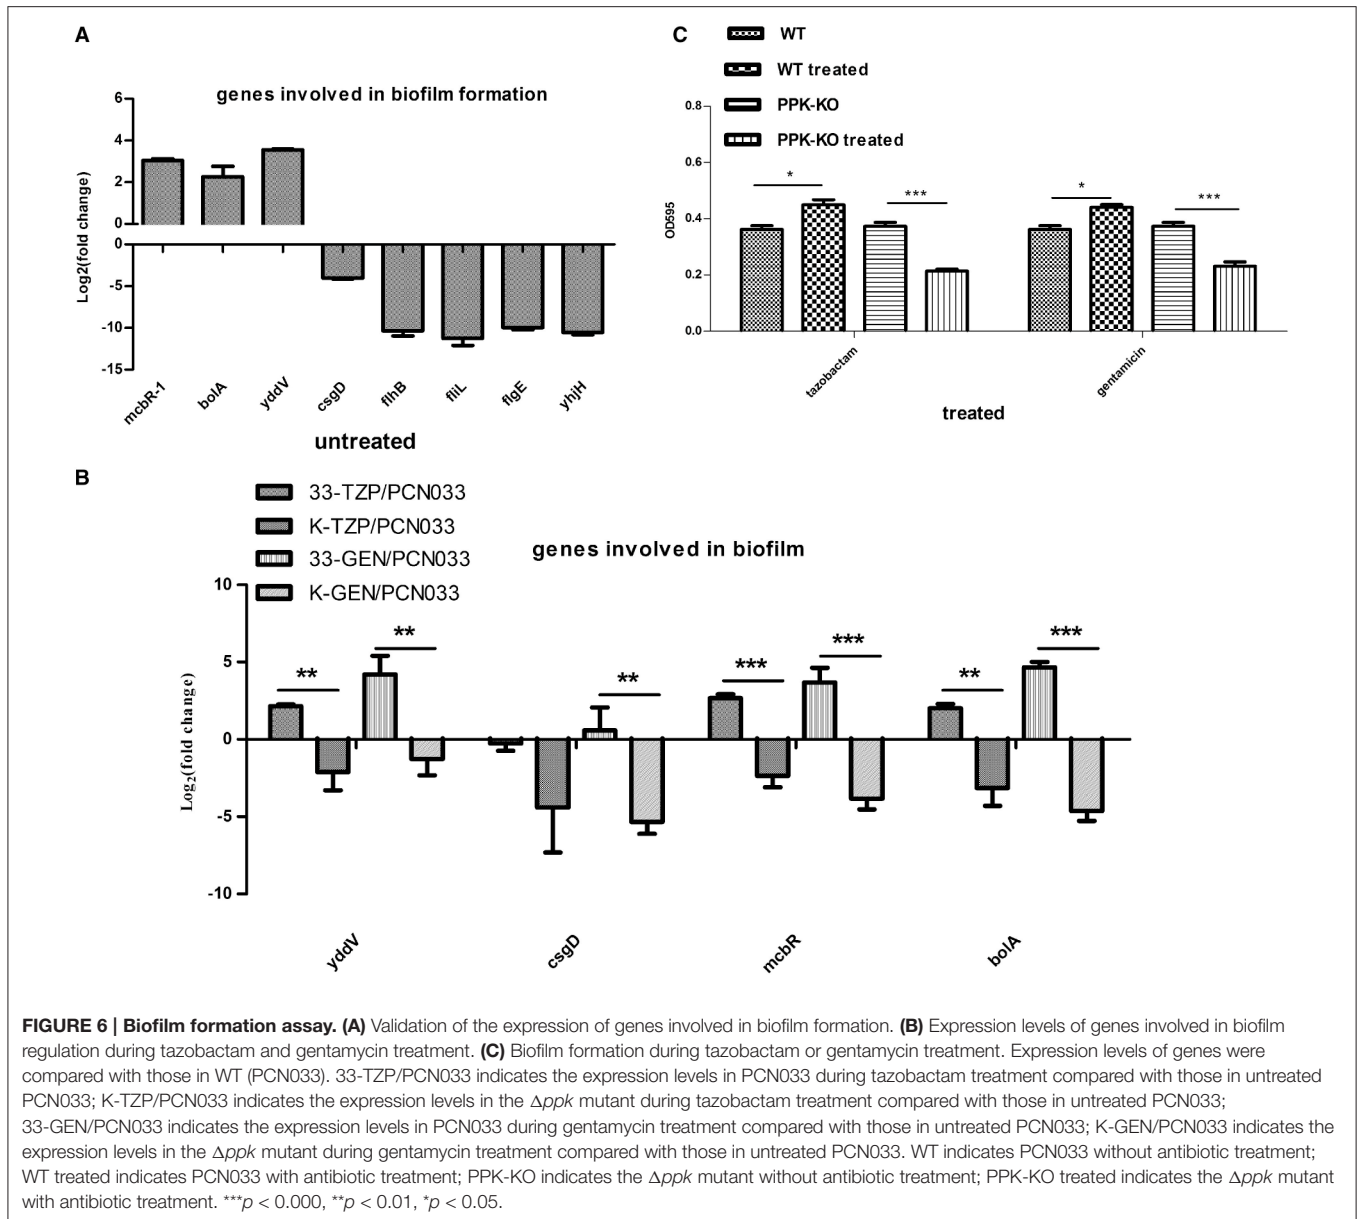 A
genes involved in biofilm formation
6
4
2
0
0
-5
-10
-15
Log2(fold change)
mcbR-1
bolA
yddV
csgD
flhB
fliL
flgE
yhjH
untreated
C
WT
WT treated
PPK-KO
PPK-KO treated
0.8
0.6
0.4
0.2
0.0
OD595
*
***
*
***
tazobactam
gentamicin
treated
B
33-TZP/PCN033
K-TZP/PCN033
33-GEN/PCN033
K-GEN/PCN033
genes involved in biofilm
10
5
0
-5
-10
Log2(fold change)
**
**
**
***
***
**
***
yddV
csgD
mcbR
bolA
FIGURE 6 | Biofilm formation assay. (A) Validation of the expression of genes involved in biofilm formation. (B) Expression levels of genes involved in biofilm
regulation during tazobactam and gentamycin treatment. (C) Biofilm formation during tazobactam or gentamycin treatment. Expression levels of genes were
compared with those in WT (PCN033). 33-TZP/PCN033 indicates the expression levels in PCN033 during tazobactam treatment compared with those in untreated
PCN033; K-TZP/PCN033 indicates the expression levels in the Δppk mutant during tazobactam treatment compared with those in untreated PCN033;
33-GEN/PCN033 indicates the expression levels in PCN033 during gentamycin treatment compared with those in untreated PCN033; K-GEN/PCN033 indicates the
expression levels in the Δppk mutant during gentamycin treatment compared with those in untreated PCN033. WT indicates PCN033 without antibiotic treatment;
WT treated indicates PCN033 with antibiotic treatment; PPK-KO indicates the Δppk mutant without antibiotic treatment; PPK-KO treated indicates the Δppk mutant
with antibiotic treatment. ***p < 0.000, **p < 0.01, *p < 0.05.